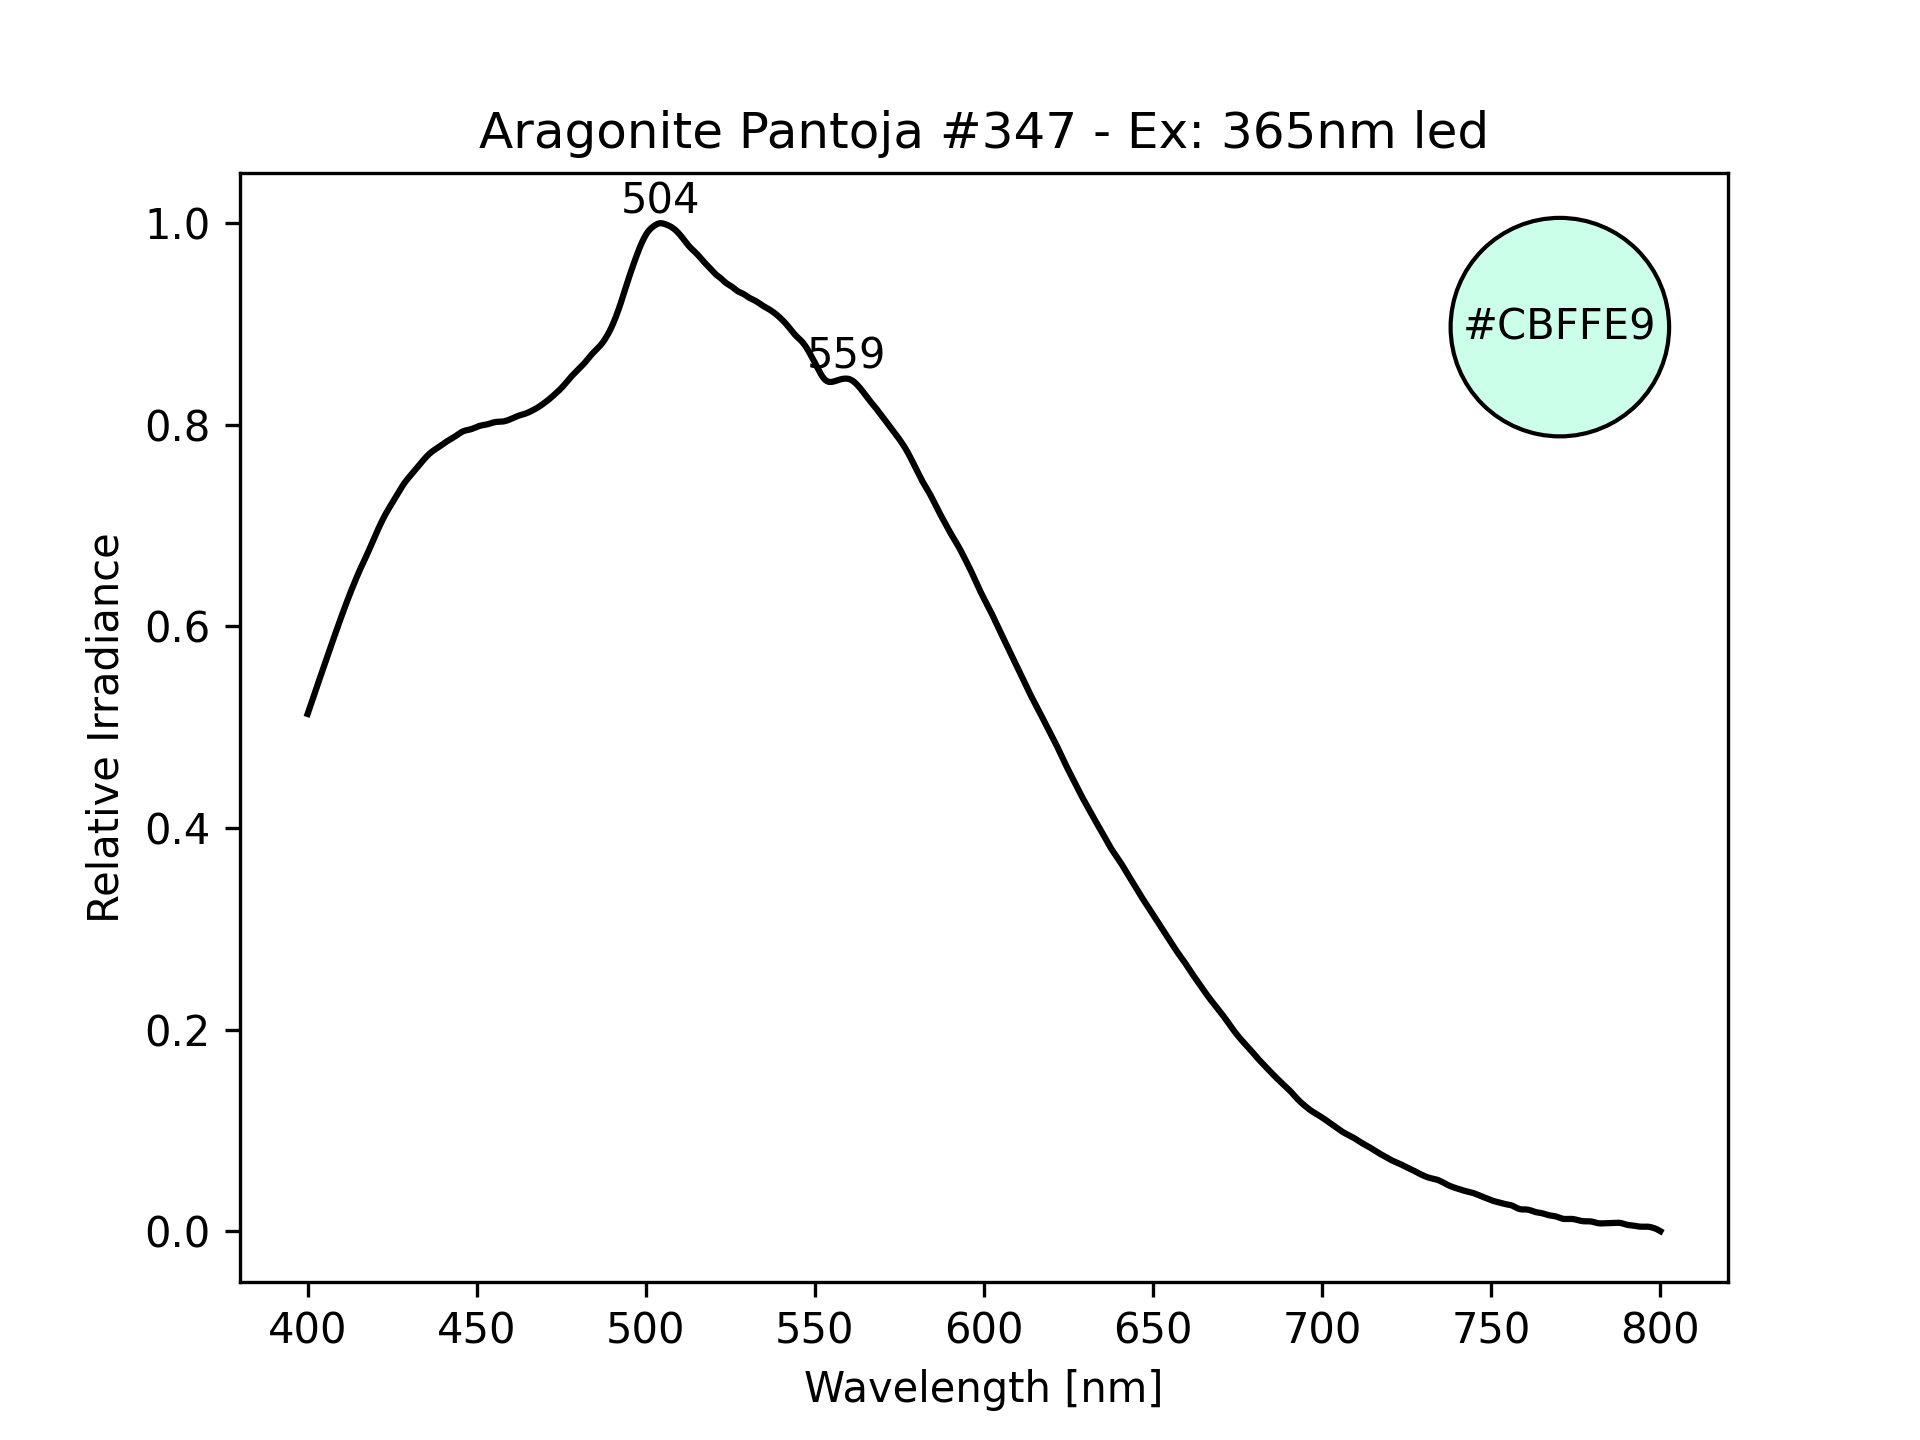 Aragonite Pantoja #347 - Ex: 365nm led
504
559
#CBFFE9
1.0
0.8
0.6
0.4
0.2
0.0
Relative Irradiance
400 450 500 550 600 650 700 750 800
Wavelength [nm]